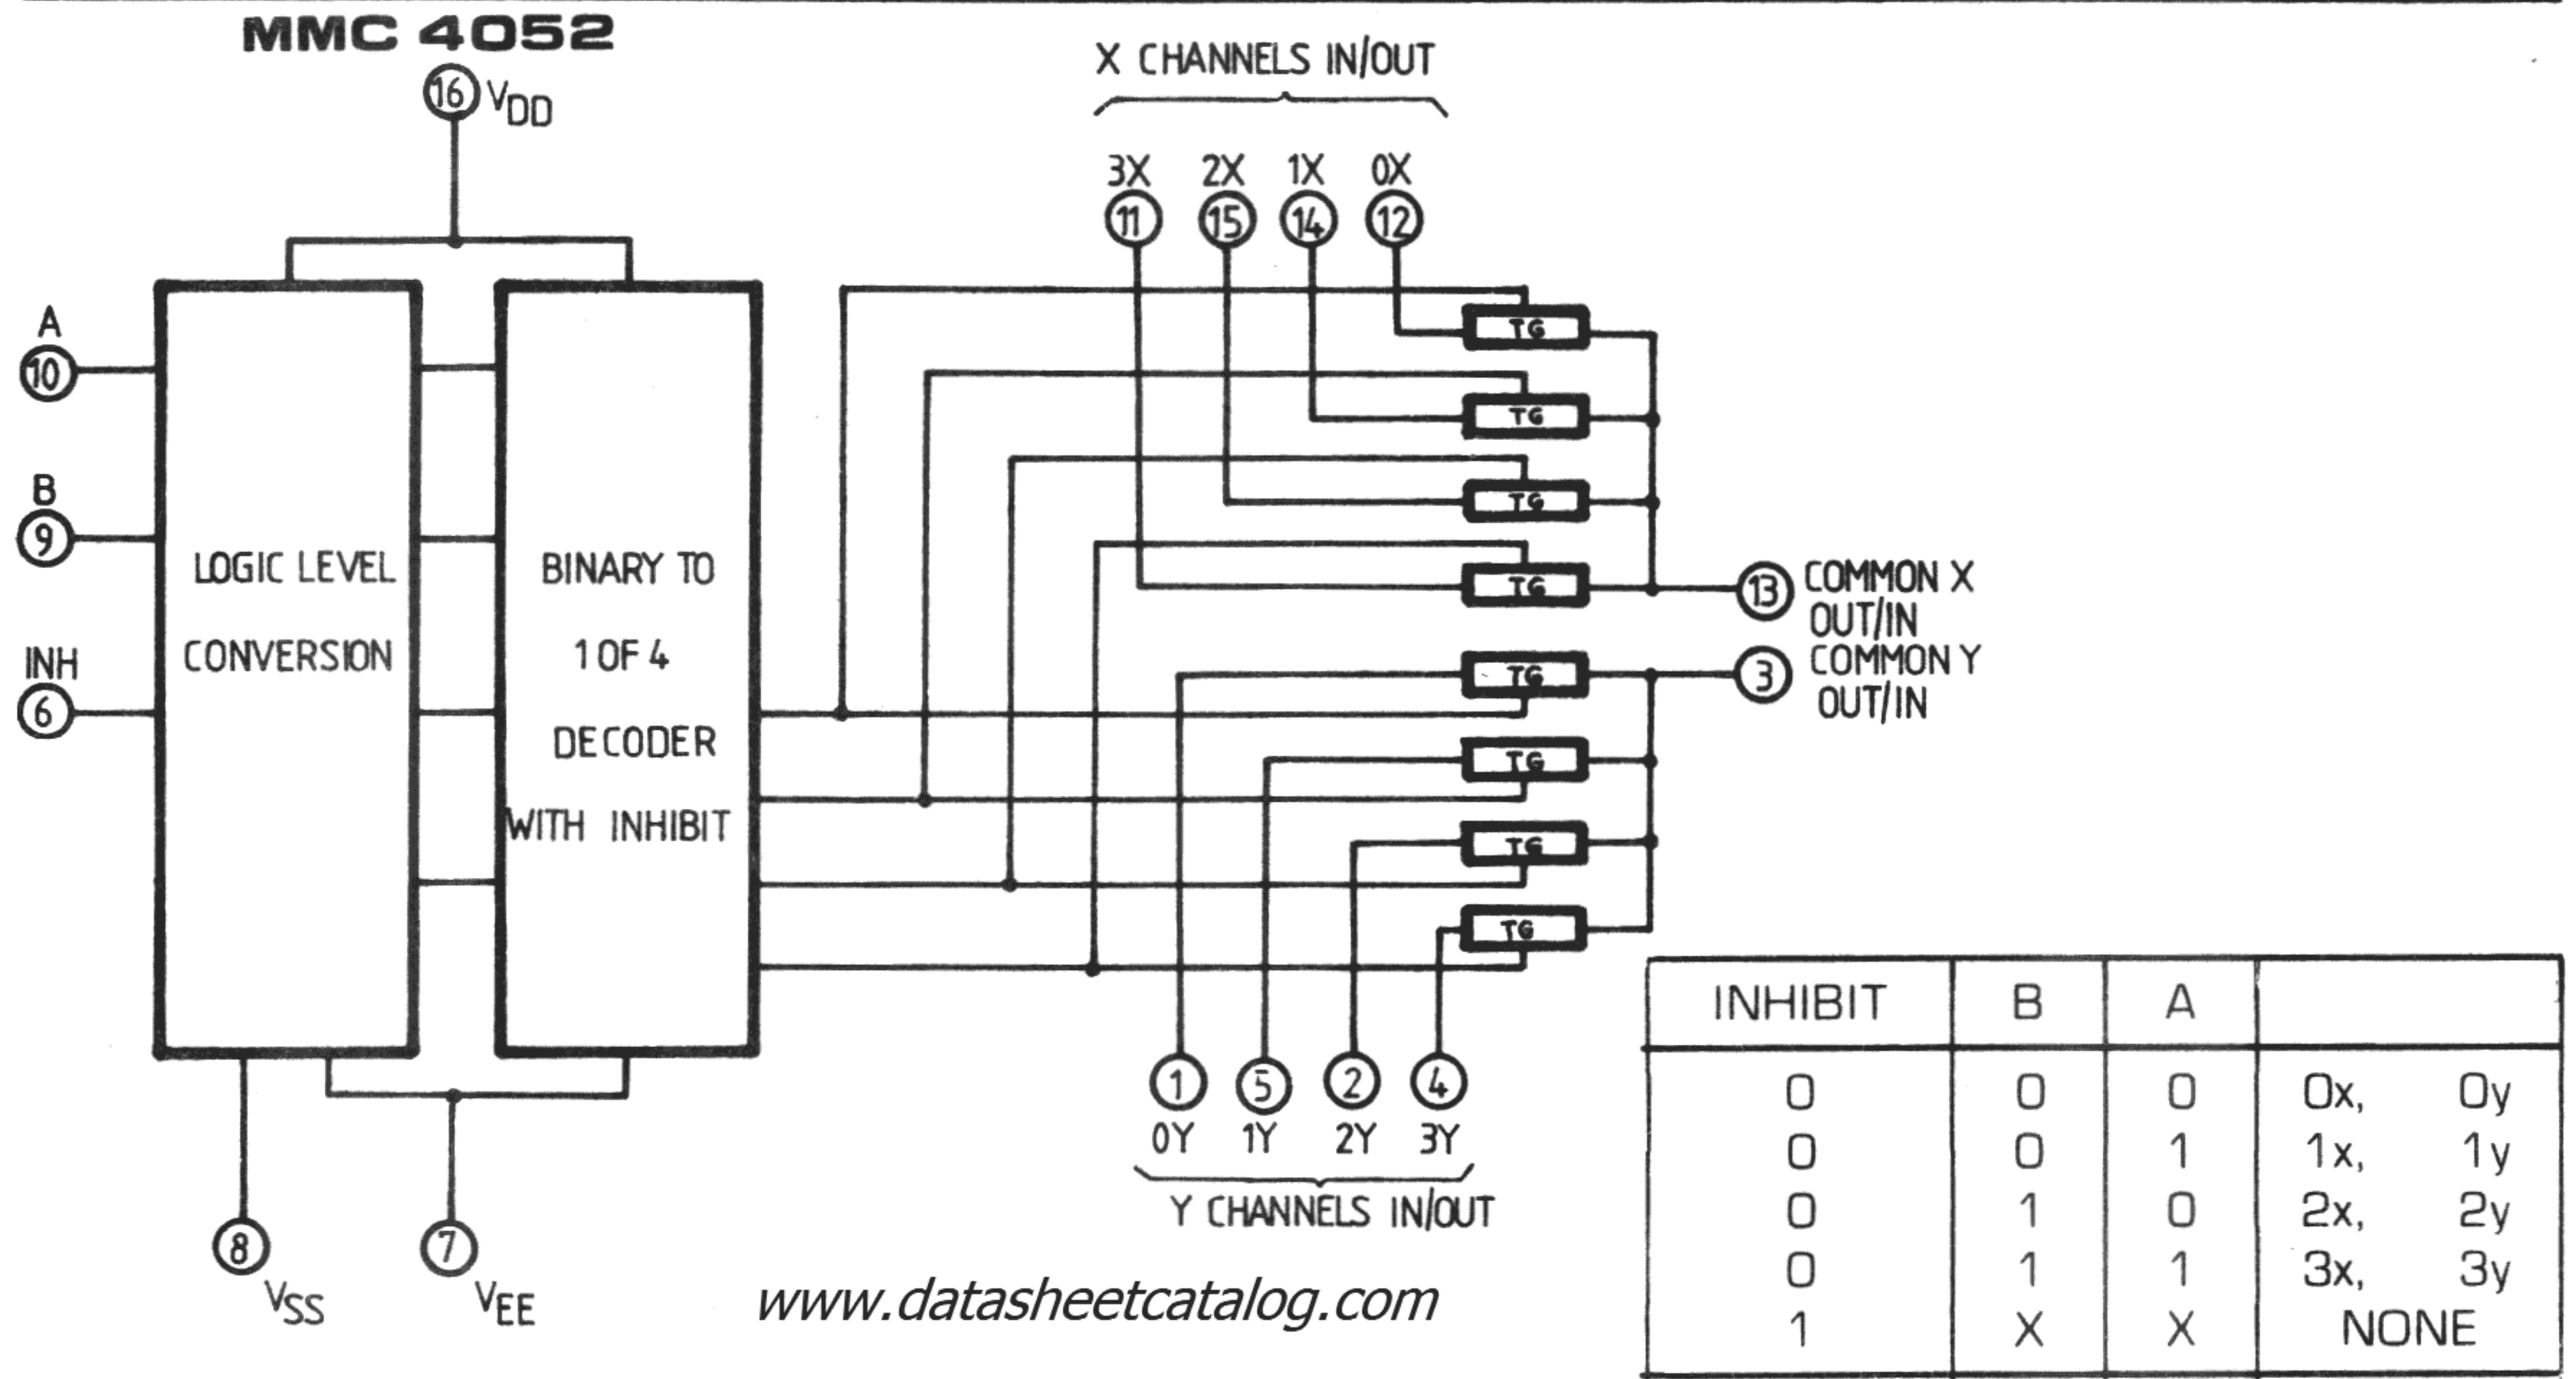 MMC 4052
16 VDD
X CHANNELS IN/OUT
3X 2X 1X 0X
11 15 14 12
A
10
B
9
INH
6
LOGIC LEVEL
CONVERSION
BINARY TO
1 OF 4
DECODER
WITH INHIBIT
TG
TG
TG
TG
TG
TG
TG
TG
13 COMMON X
OUT/IN
3 COMMON Y
OUT/IN
1 5 2 4
0Y 1Y 2Y 3Y
Y CHANNELS IN/OUT
8 VSS
7 VEE
www.datasheetcatalog.com
INHIBIT B A
0 0 0 0x, 0y
0 0 1 1x, 1y
0 1 0 2x, 2y
0 1 1 3x, 3y
1 X X NONE